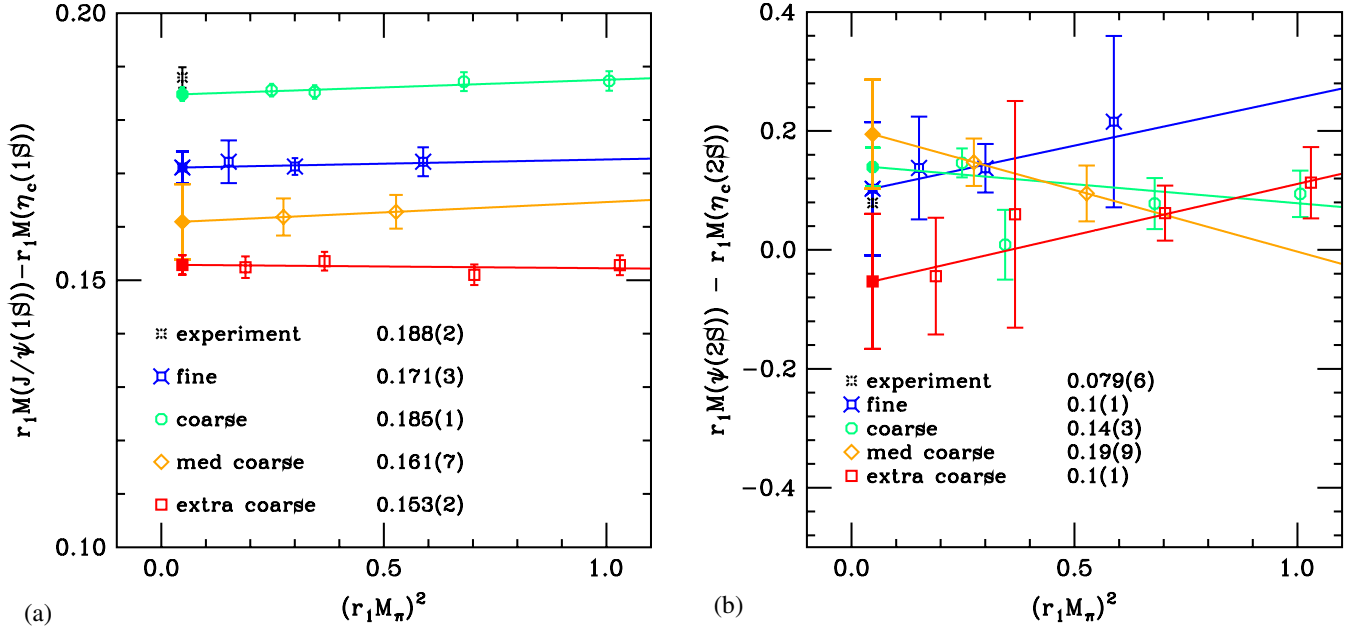 r₁M(J/ψ(1S))−r₁M(η_c(1S))
0.20
0.15
0.10
experiment 0.188(2)
fine 0.171(3)
coarse 0.185(1)
med coarse 0.161(7)
extra coarse 0.153(2)
0.0 0.5 1.0
(r₁M_π)²
(a)
r₁M(ψ(2S)) − r₁M(η_c(2S))
0.4
0.2
0.0
−0.2
−0.4
experiment 0.079(6)
fine 0.1(1)
coarse 0.14(3)
med coarse 0.19(9)
extra coarse 0.1(1)
0.0 0.5 1.0
(r₁M_π)²
(b)